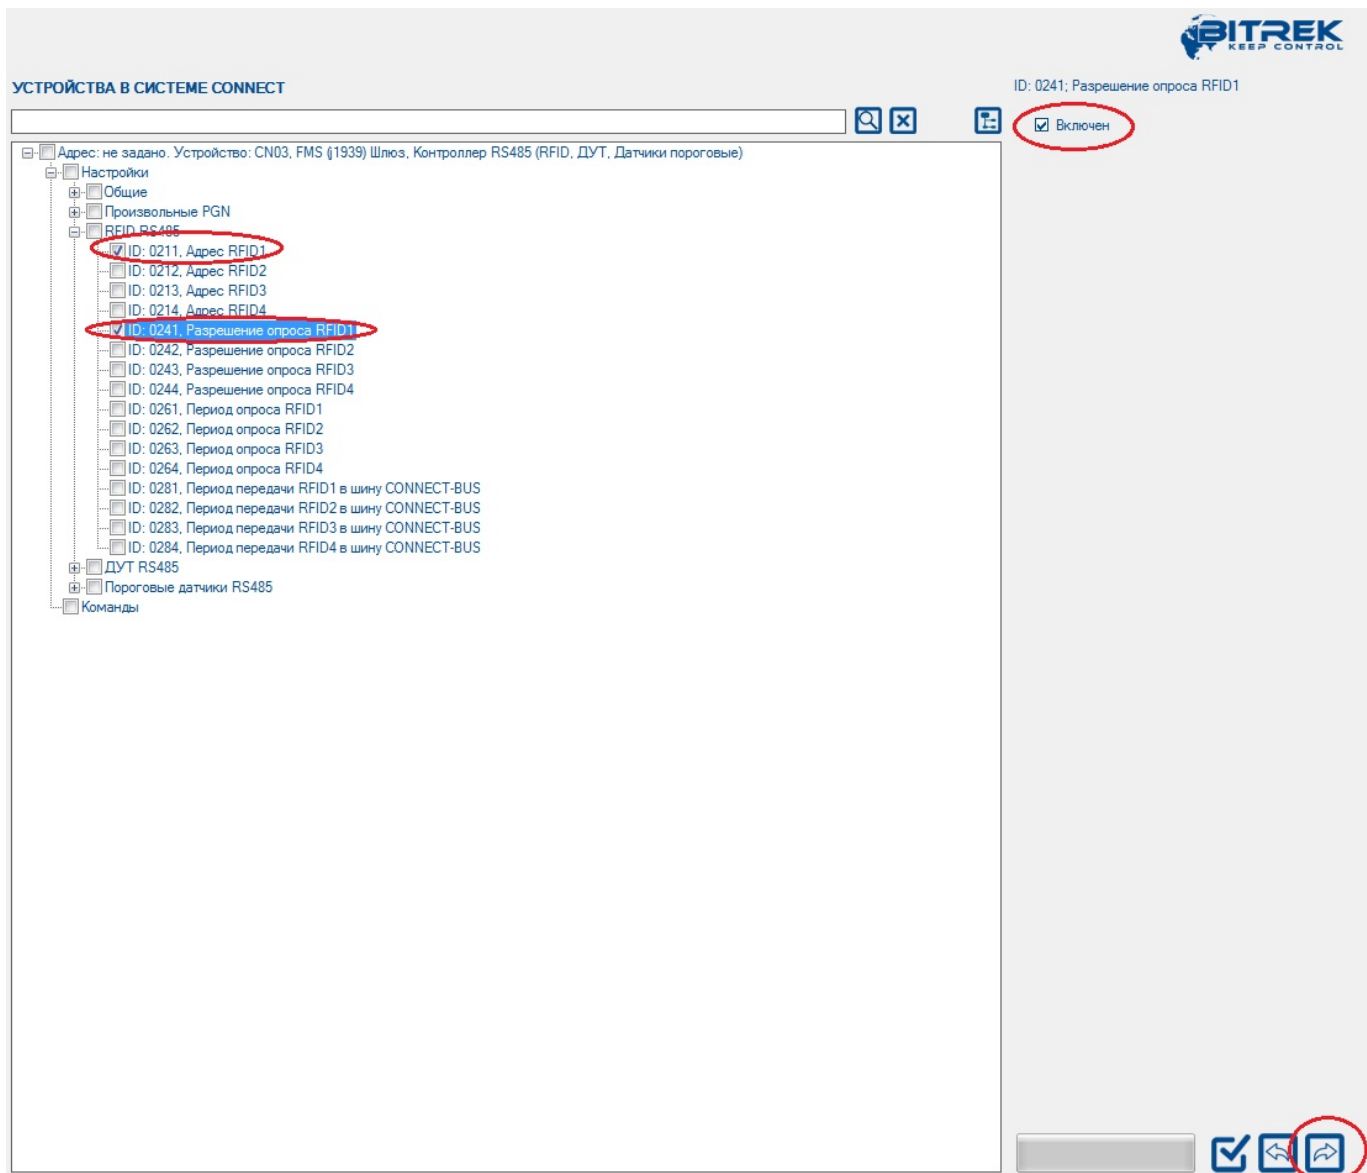 BITREK
KEEP CONTROL
УСТРОЙСТВА В СИСТЕМЕ CONNECT
ID: 0241; Разрешение опроса RFID1
Включен
Адрес: не задано. Устройство: CN03, FMS (j1939) Шлюз, Контроллер RS485 (RFID, ДУТ, Датчики пороговые)
Настройки
Общие
Произвольные PGN
RFID RS485
ID: 0211, Адрес RFID1
ID: 0212, Адрес RFID2
ID: 0213, Адрес RFID3
ID: 0214, Адрес RFID4
ID: 0241, Разрешение опроса RFID1
ID: 0242, Разрешение опроса RFID2
ID: 0243, Разрешение опроса RFID3
ID: 0244, Разрешение опроса RFID4
ID: 0261, Период опроса RFID1
ID: 0262, Период опроса RFID2
ID: 0263, Период опроса RFID3
ID: 0264, Период опроса RFID4
ID: 0281, Период передачи RFID1 в шину CONNECT-BUS
ID: 0282, Период передачи RFID2 в шину CONNECT-BUS
ID: 0283, Период передачи RFID3 в шину CONNECT-BUS
ID: 0284, Период передачи RFID4 в шину CONNECT-BUS
ДУТ RS485
Пороговые датчики RS485
Команды